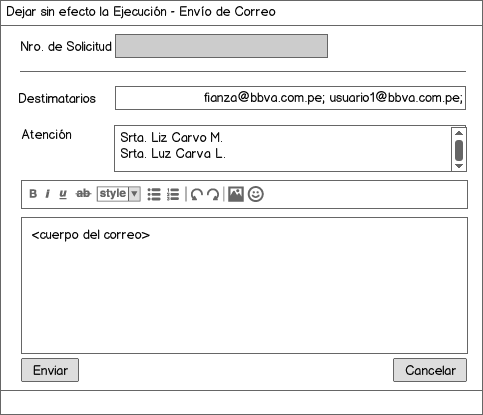 Dejar sin efecto la Ejecución - Envío de Correo
Nro. de Solicitud
Destimatarios fianza@bbva.com.pe; usuario1@bbva.com.pe;
Atención Srta. Liz Carvo M.
Srta. Luz Carva L.
B i u ab style
<cuerpo del correo>
Enviar Cancelar